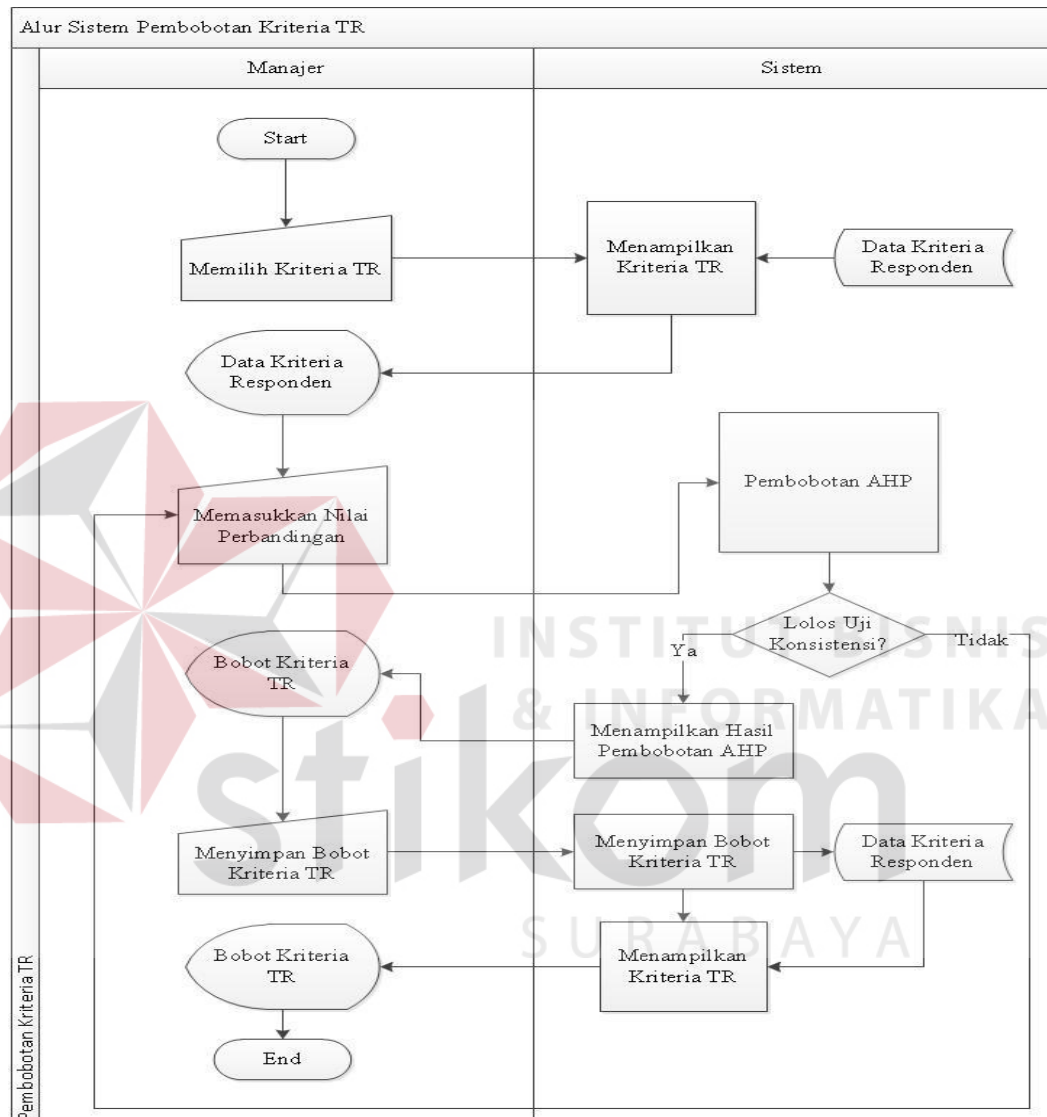 Alur Sistem Pembobotan Kriteria TR
Manajer
Sistem
Start
Memilih Kriteria TR
Menampilkan
Kriteria TR
Data Kriteria
Responden
Data Kriteria
Responden
Memasukkan Nilai
Perbandingan
Pembobotan AHP
Lolos Uji
Konsistensi?
Ya
Tidak
Menampilkan Hasil
Pembobotan AHP
Bobot Kriteria
TR
Menyimpan Bobot
Kriteria TR
Menyimpan Bobot
Kriteria TR
Data Kriteria
Responden
Menampilkan
Kriteria TR
Bobot Kriteria
TR
End
Pembobotan Kriteria TR
INSTITUT BISNIS
& INFORMATIKA
stikom
SURABAYA